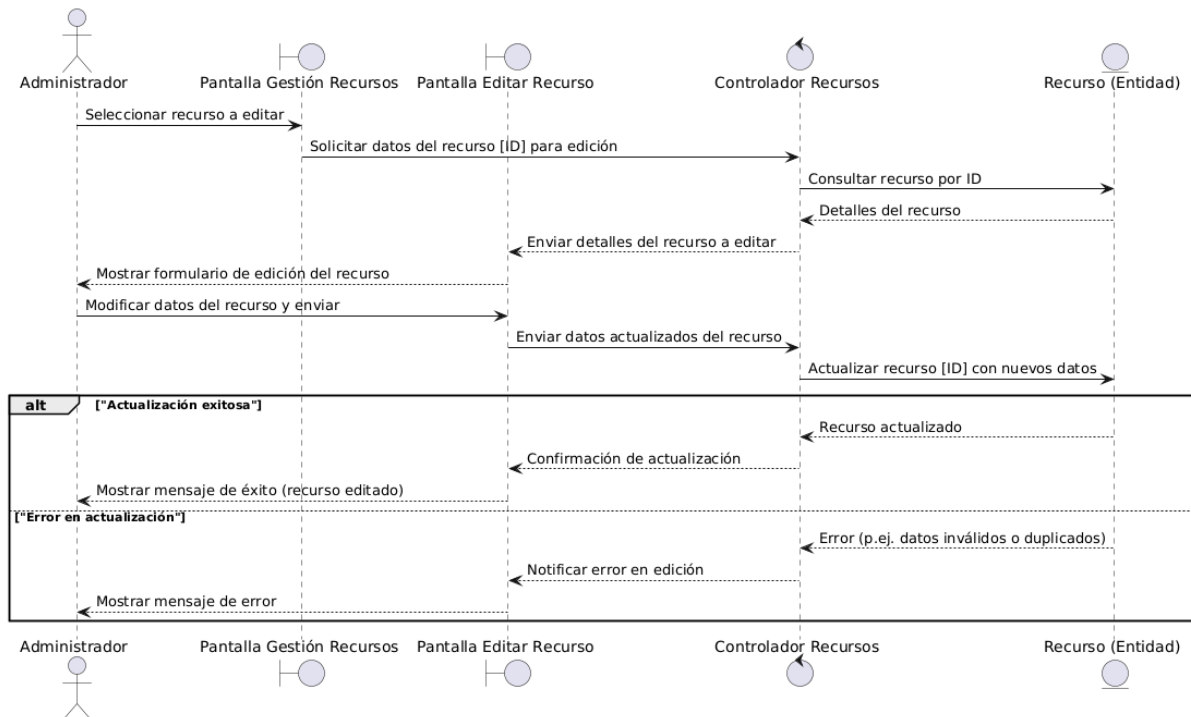 Administrador
Pantalla Gestión Recursos
Pantalla Editar Recurso
Controlador Recursos
Recurso (Entidad)
Seleccionar recurso a editar
Solicitar datos del recurso [ID] para edición
Consultar recurso por ID
Detalles del recurso
Enviar detalles del recurso a editar
Mostrar formulario de edición del recurso
Modificar datos del recurso y enviar
Enviar datos actualizados del recurso
Actualizar recurso [ID] con nuevos datos
alt ["Actualización exitosa"]
Recurso actualizado
Confirmación de actualización
Mostrar mensaje de éxito (recurso editado)
["Error en actualización"]
Error (p.ej. datos inválidos o duplicados)
Notificar error en edición
Mostrar mensaje de error
Administrador
Pantalla Gestión Recursos
Pantalla Editar Recurso
Controlador Recursos
Recurso (Entidad)